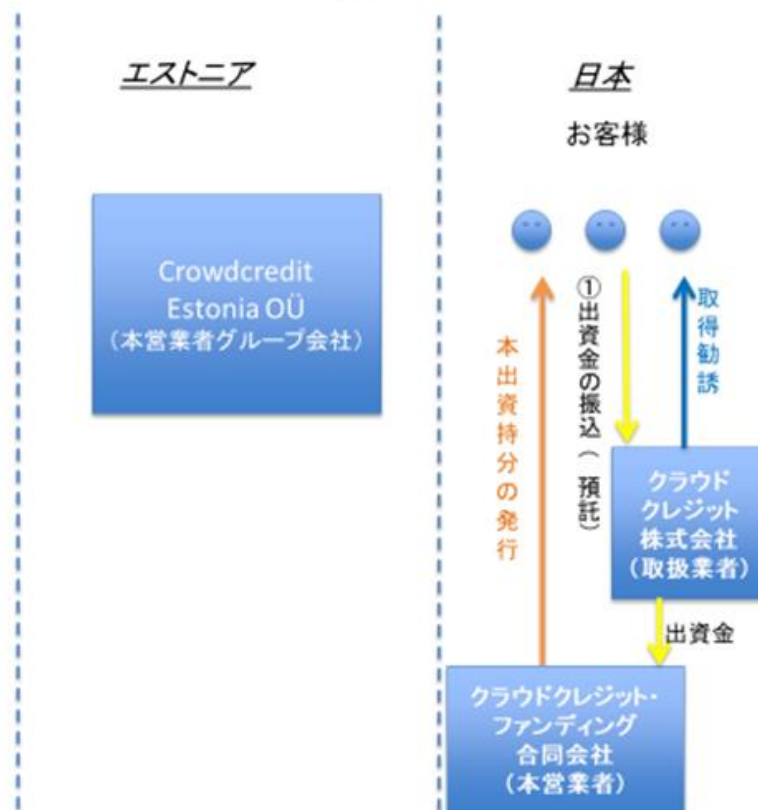 エストニア
日本
お客様
Crowdcredit
Estonia OÜ
(本営業者グループ会社)
本出資持分の発行
①出資金の振込(預託)
取得勧誘
クラウド
クレジット
株式会社
(取扱業者)
出資金
クラウドクレジット・
ファンディング
合同会社
(本営業者)